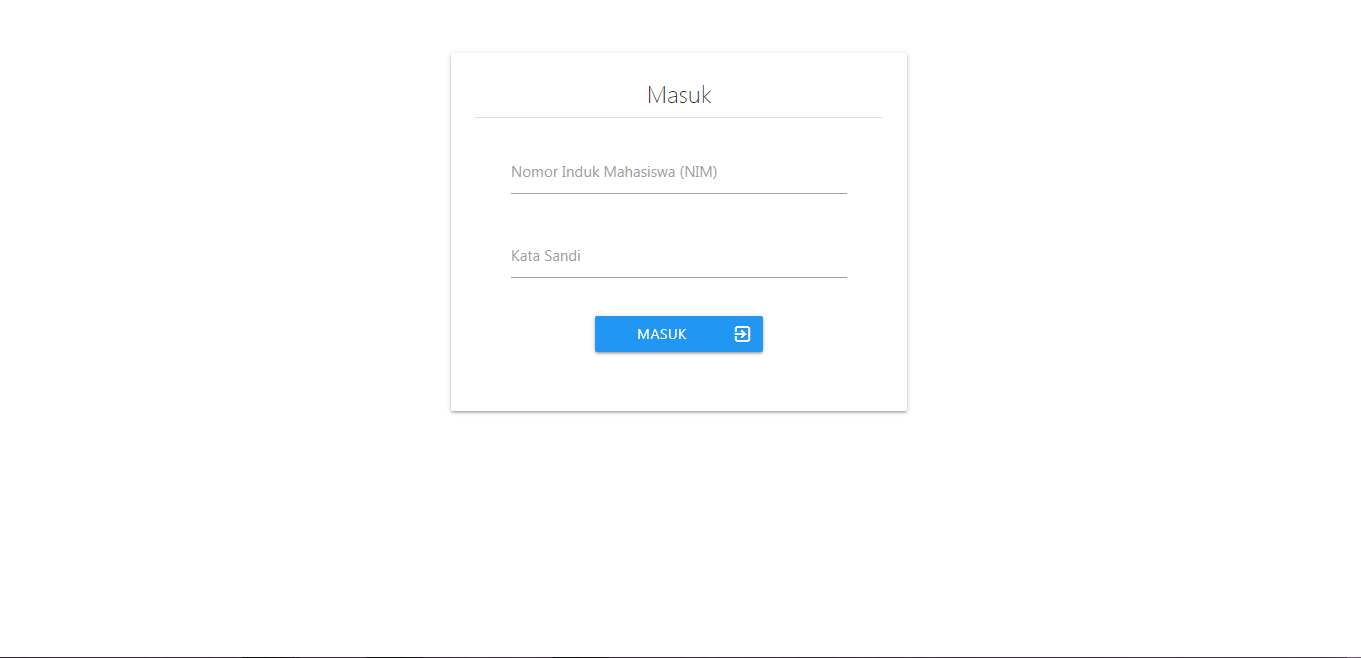 Masuk
Nomor Induk Mahasiswa (NIM)
Kata Sandi
MASUK